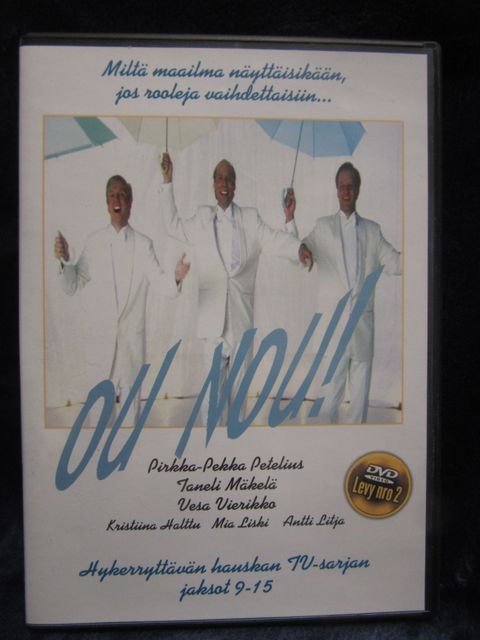 Miltä maailma näyttäisikään,
jos rooleja vaihdettaisiin...
OU NOU!!
Pirkka-Pekka Petelius
Taneli Mäkelä
Vesa Vierikko
Kristiina Halttu Mia Liski Antti Litja
DVD
VIDEO
Levy nro 2
Hykerryttävän hauskan TV-sarjan
jaksot 9-15